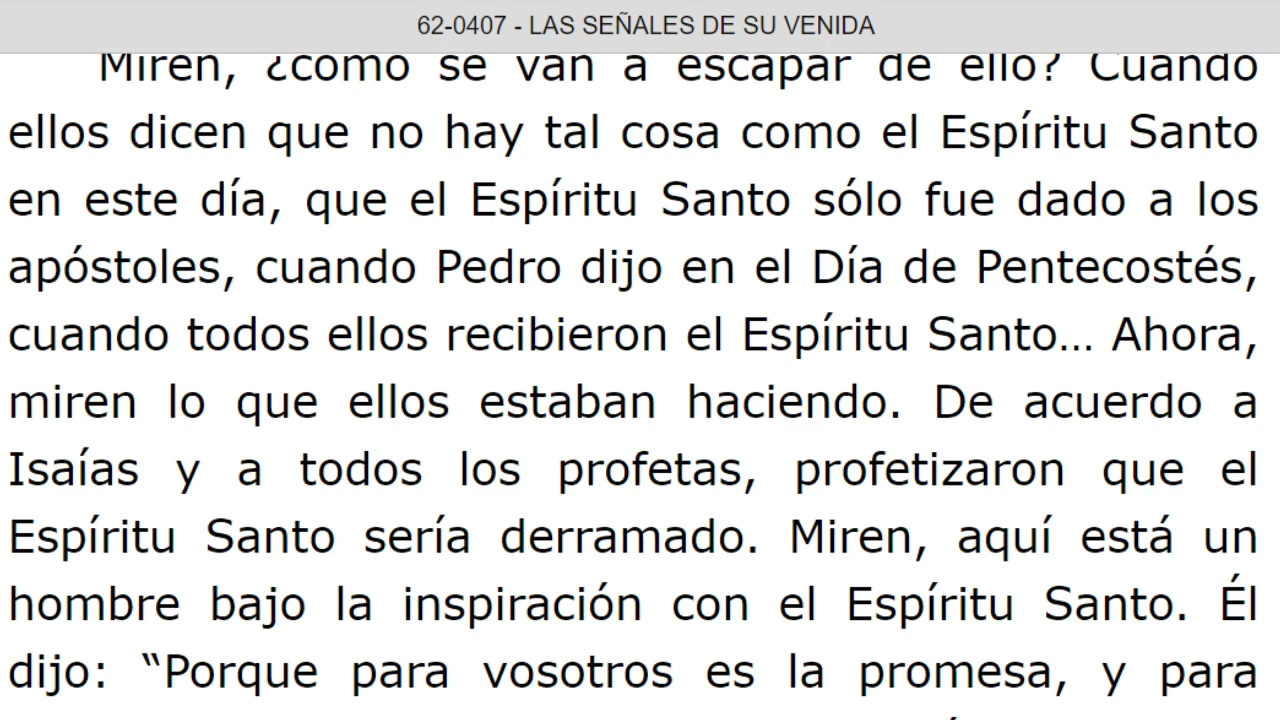 62-0407 - LAS SEÑALES DE SU VENIDA
Miren, ¿cómo se van a escapar de ello? Cuando
ellos dicen que no hay tal cosa como el Espíritu Santo
en este día, que el Espíritu Santo sólo fue dado a los
apóstoles, cuando Pedro dijo en el Día de Pentecostés,
cuando todos ellos recibieron el Espíritu Santo… Ahora,
miren lo que ellos estaban haciendo. De acuerdo a
Isaías y a todos los profetas, profetizaron que el
Espíritu Santo sería derramado. Miren, aquí está un
hombre bajo la inspiración con el Espíritu Santo. Él
dijo: “Porque para vosotros es la promesa, y para